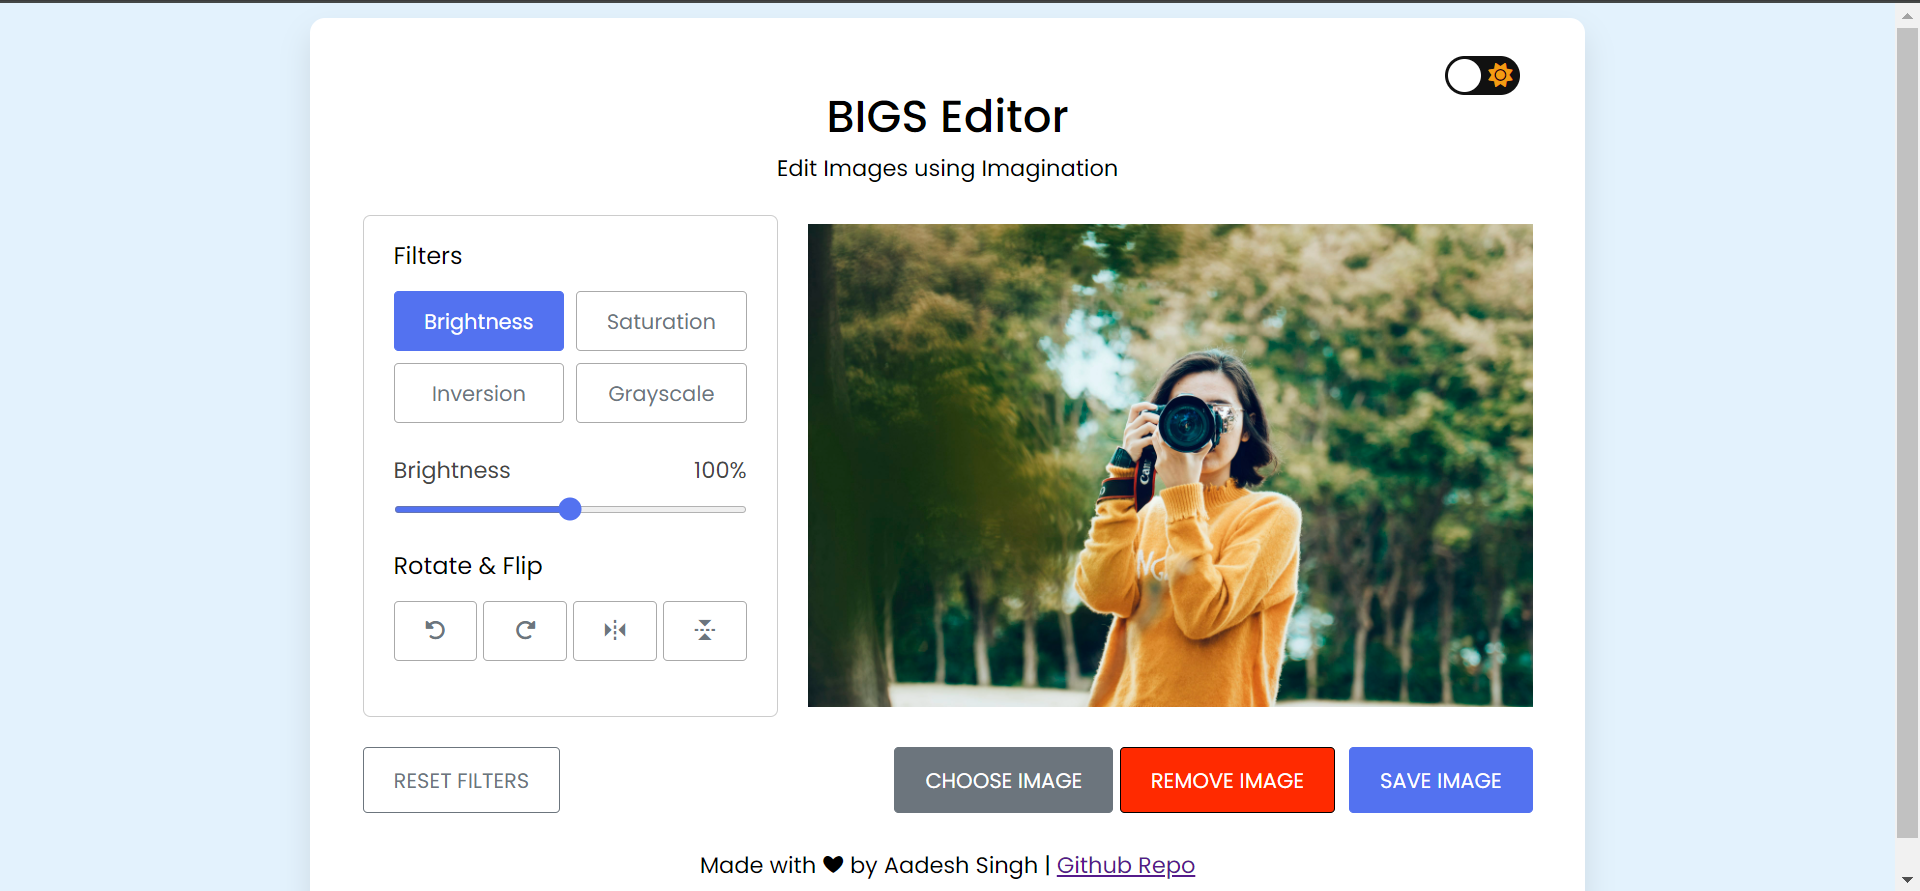 BIGS Editor
Edit Images using Imagination
Filters
Brightness
Saturation
Inversion
Grayscale
Brightness 100%
Rotate & Flip
RESET FILTERS
CHOOSE IMAGE
REMOVE IMAGE
SAVE IMAGE
Made with ♥ by Aadesh Singh | Github Repo